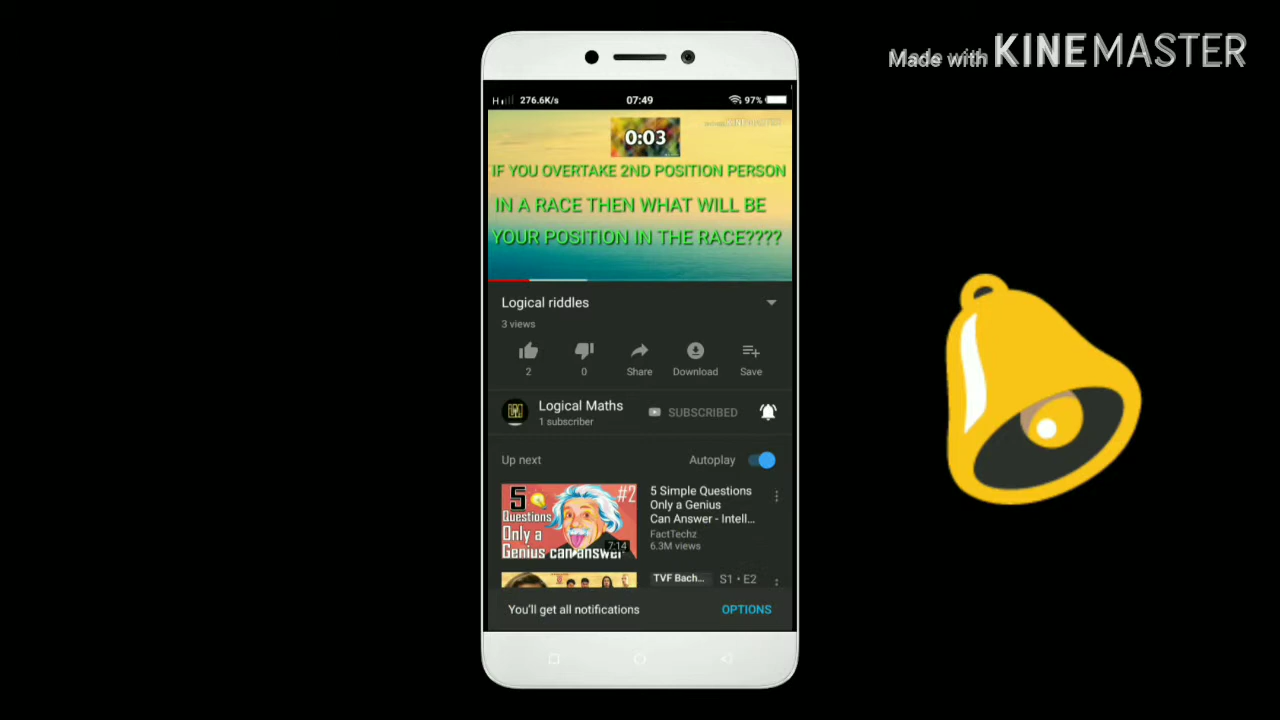 Made with KINEMASTER
H 276.6K/s 07:49 97%
0:03
IF YOU OVERTAKE 2ND POSITION PERSON
IN A RACE THEN WHAT WILL BE
YOUR POSITION IN THE RACE????
Logical riddles
3 views
2 0 Share Download Save
Logical Maths
1 subscriber
SUBSCRIBED
Up next Autoplay
5 Questions Only a Genius can answer #2
7:14
5 Simple Questions
Only a Genius
Can Answer - Intell...
FactTechz
6.3M views
TVF Bach... S1 • E2
You'll get all notifications OPTIONS